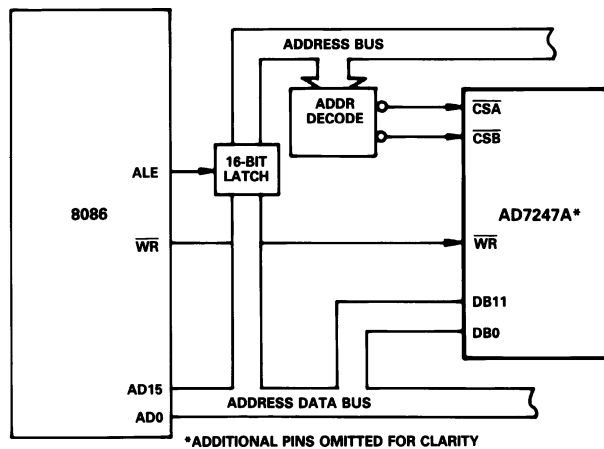 ADDRESS BUS
ADDR
DECODE
CSA
CSB
16-BIT
LATCH
ALE
8086
AD7247A*
WR
WR
DB11
DB0
AD15
AD0
ADDRESS DATA BUS
*ADDITIONAL PINS OMITTED FOR CLARITY